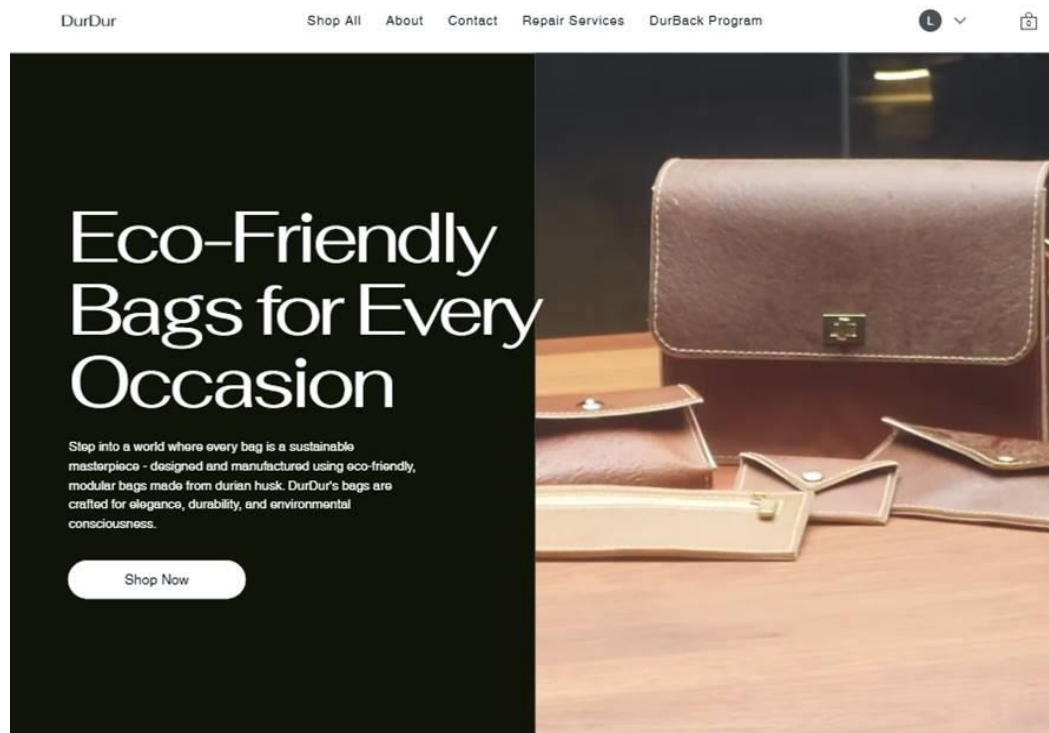 DurDur
Shop All About Contact Repair Services DurBack Program
L
0
Eco-Friendly
Bags for Every
Occasion
Step into a world where every bag is a sustainable
masterpiece - designed and manufactured using eco-friendly,
modular bags made from durian husk. DurDur's bags are
crafted for elegance, durability, and environmental
consciousness.
Shop Now